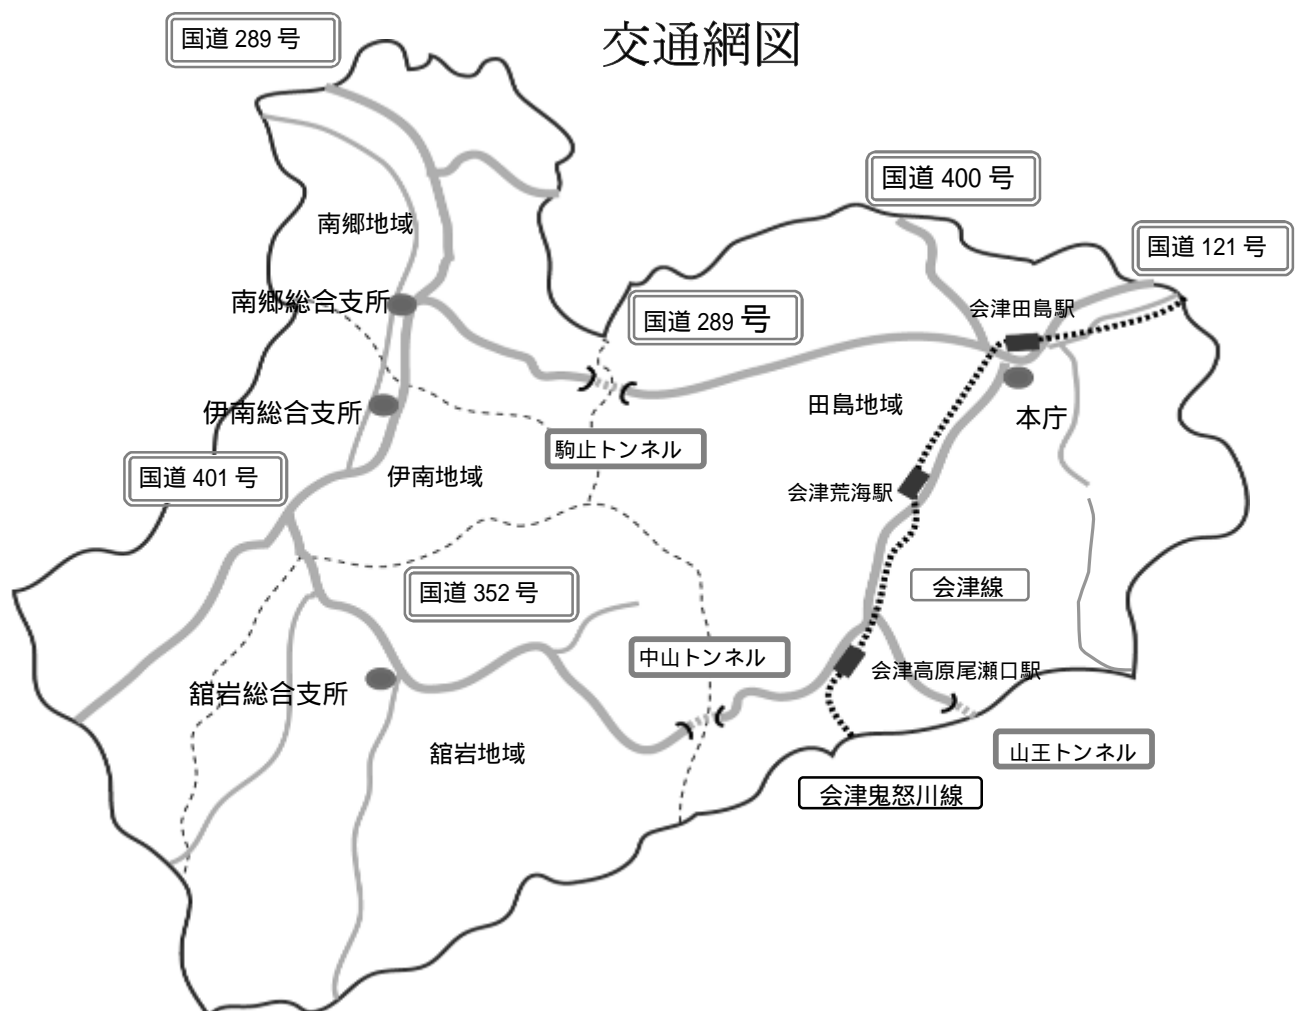 交通網図
国道 289 号
国道 400 号
国道 121 号
南郷地域
南郷総合支所
国道 289 号
会津田島駅
伊南総合支所
田島地域
本庁
駒止トンネル
国道 401 号
伊南地域
会津荒海駅
国道 352 号
会津線
中山トンネル
会津高原尾瀬口駅
舘岩総合支所
舘岩地域
山王トンネル
会津鬼怒川線